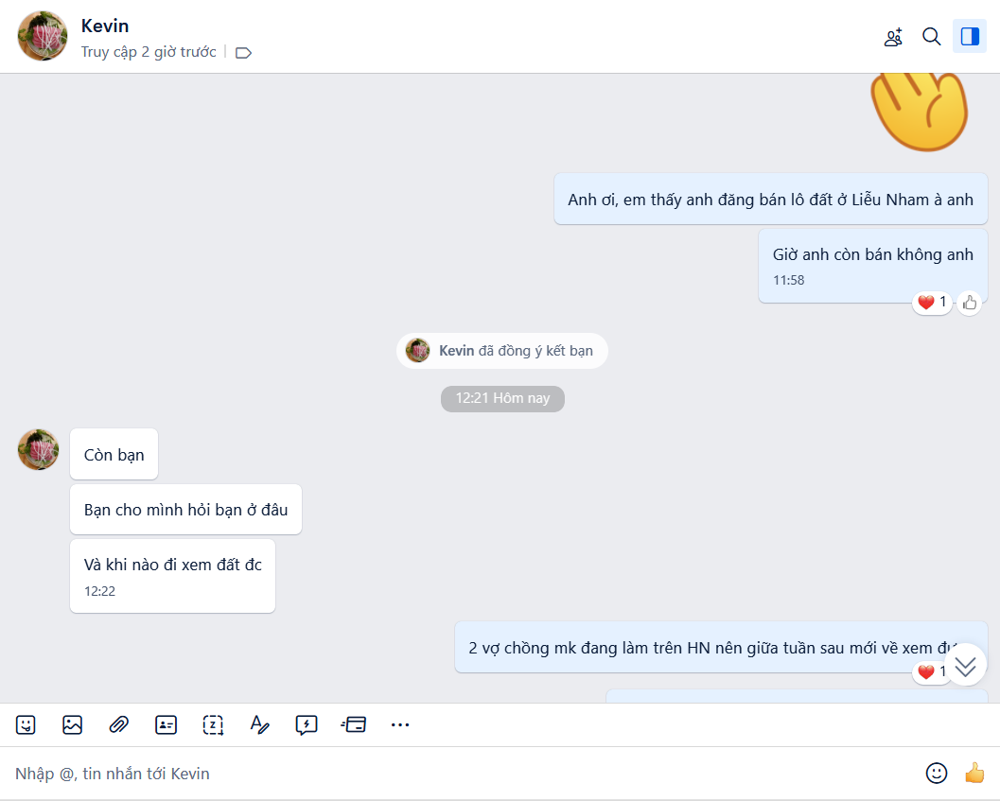 Kevin
Truy cập 2 giờ trước
Anh ơi, em thấy anh đăng bán lô đất ở Liễu Nham à anh
Giờ anh còn bán không anh
11:58
1
Kevin đã đồng ý kết bạn
12:21 Hôm nay
Còn bạn
Bạn cho mình hỏi bạn ở đâu
Và khi nào đi xem đất đc
12:22
2 vợ chồng mk đang làm trên HN nên giữa tuần sau mới về xem
1
Nhập @, tin nhắn tới Kevin